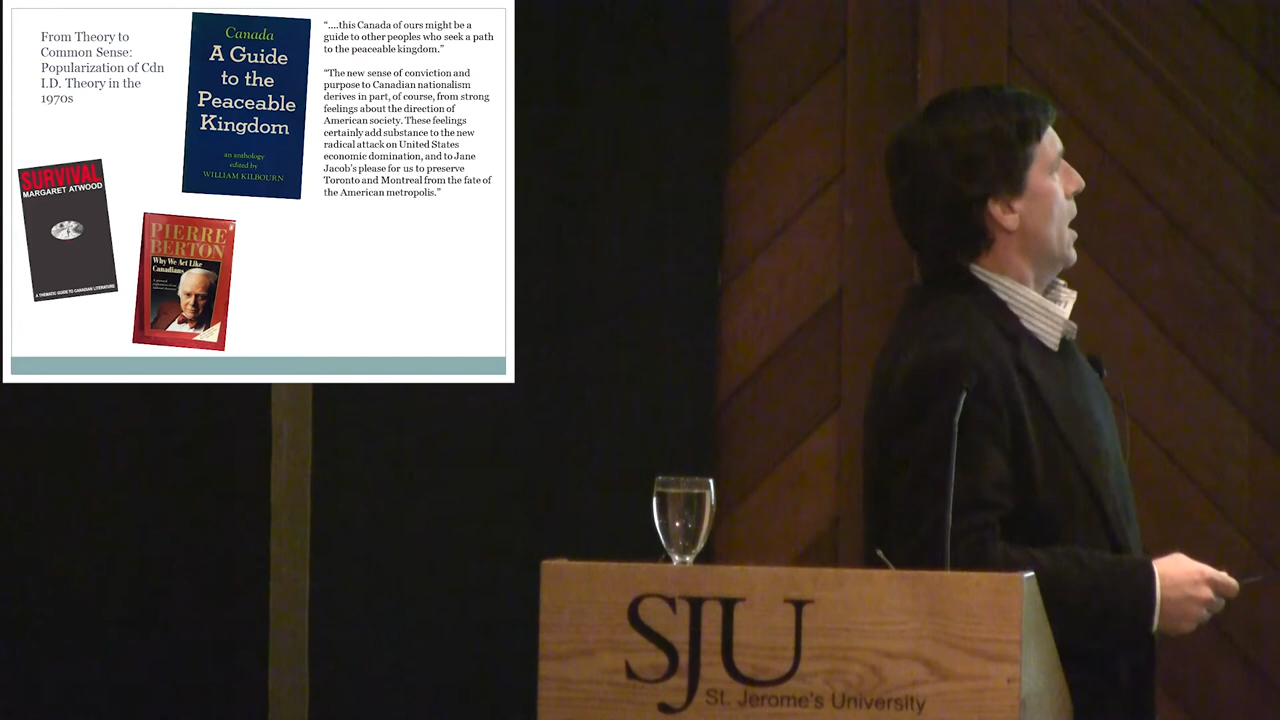 From Theory to
Common Sense:
Popularization of Cdn
I.D. Theory in the
1970s
Canada
A Guide
to the
Peaceable
Kingdom
an anthology
edited by
WILLIAM KILBOURN
"....this Canada of ours might be a
guide to other peoples who seek a path
to the peaceable kingdom."
"The new sense of conviction and
purpose to Canadian nationalism
derives in part, of course, from strong
feelings about the direction of
American society. These feelings
certainly add substance to the new
radical attack on United States
economic domination, and to Jane
Jacob's please for us to preserve
Toronto and Montreal from the fate of
the American metropolis."
SURVIVAL
MARGARET ATWOOD
A THEMATIC GUIDE TO CANADIAN LITERATURE
PIERRE
BERTON
Why We Act Like
Canadians
SJU
St. Jerome's University